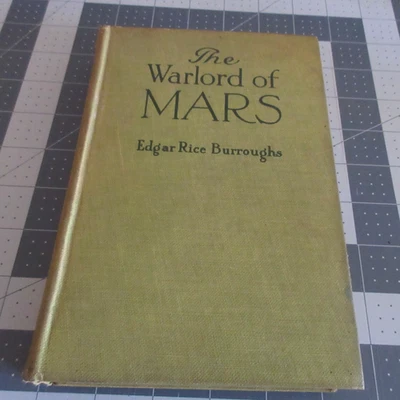 The
Warlord of
MARS
Edgar Rice Burroughs